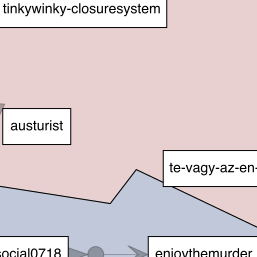 tinkywinky-closuresystem
austurist
te-vagy-az-en-
social0718
enjoythemurder